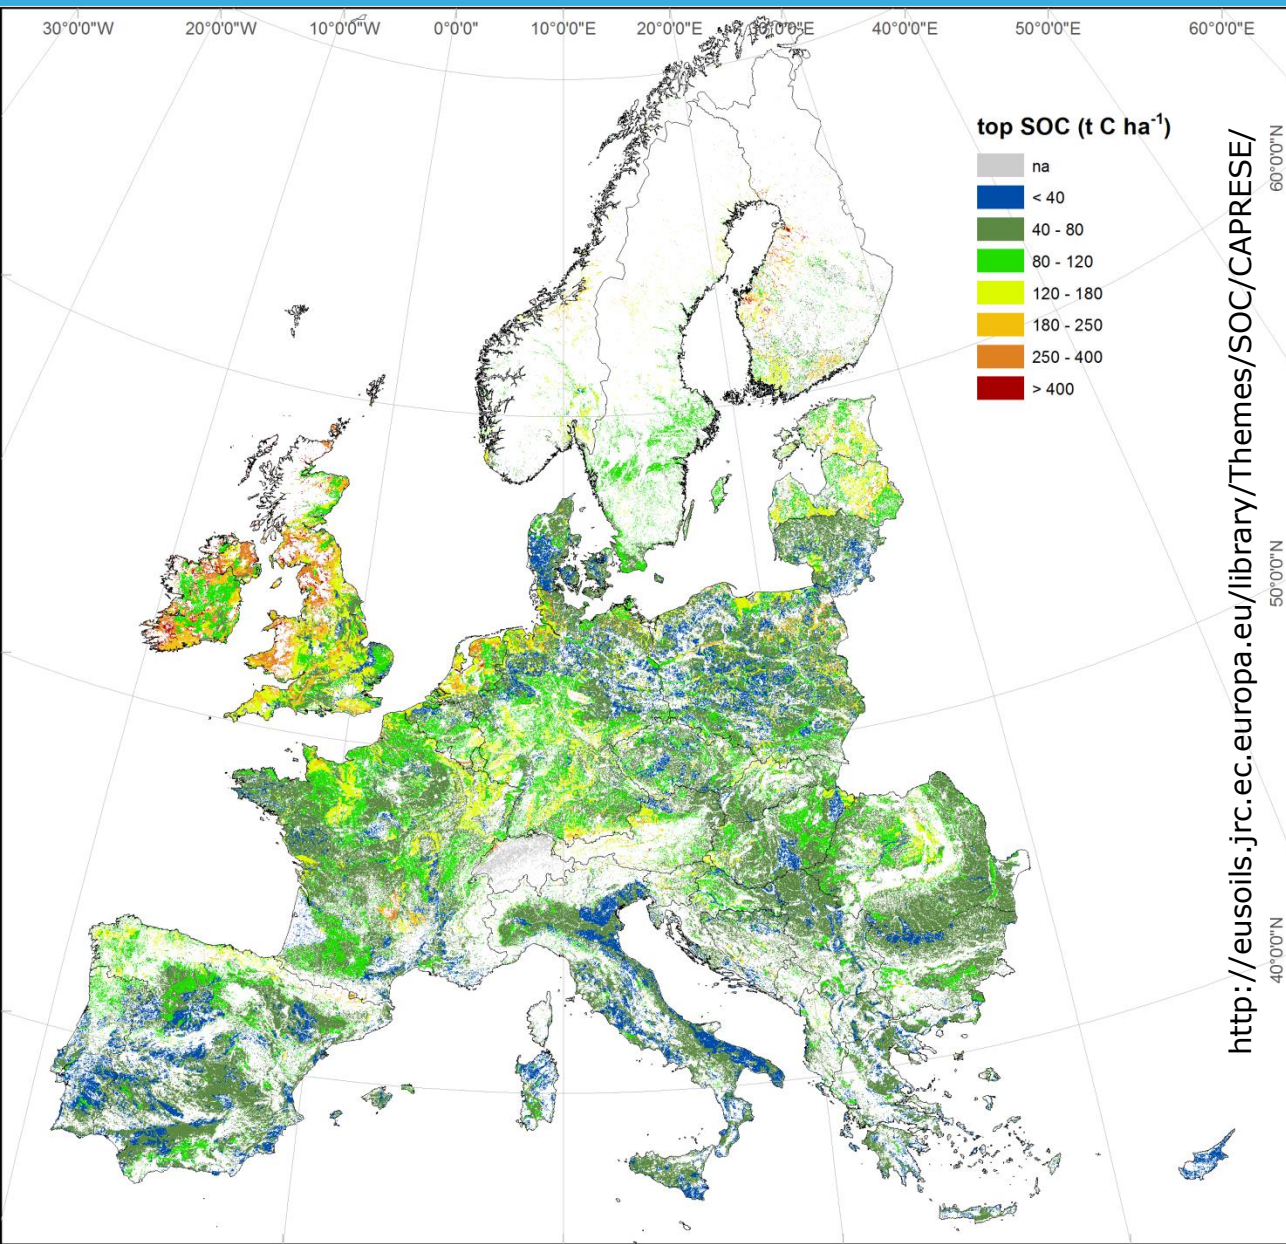 30°0'0"W 20°0'0"W 10°0'0"W 0°0'0" 10°0'0"E 20°0'0"E 30°0'0"E 40°0'0"E 50°0'0"E 60°0'0"E
top SOC (t C ha⁻¹)
na
< 40
40 - 80
80 - 120
120 - 180
180 - 250
250 - 400
> 400
http://eusoils.jrc.ec.europa.eu/library/Themes/SOC/CAPRESE/
60°0'0"N
50°0'0"N
40°0'0"N